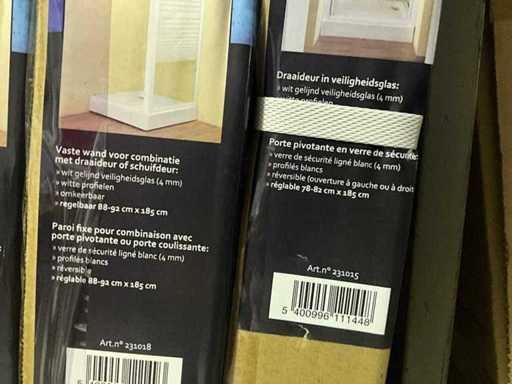 Vaste wand voor combinatie
met draaideur of schuifdeur:
» wit gelijnd veiligheidsglas (4 mm)
» witte profielen
» omkeerbaar
» regelbaar 88-92 cm x 185 cm
Paroi fixe pour combinaison avec
porte pivotante ou porte coulissante:
» verre de sécurité ligné blanc (4 mm)
» profilés blancs
» réversible
» réglable 88-92 cm x 185 cm
Art.n° 231018
Draaideur in veiligheidsglas:
» wit gelijnd veiligheidsglas (4 mm)
» witte profielen
Porte pivotante en verre de sécurité:
» verre de sécurité ligné blanc (4 mm)
» profilés blancs
» réversible (ouverture à gauche ou à droit
» réglable 78-82 cm x 185 cm
Art.n° 231015
5 400996 111448